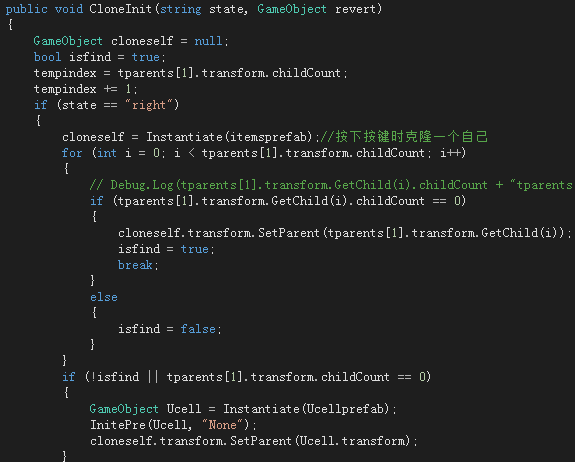 public void CloneInit(string state, GameObject revert)
{
GameObject cloneself = null;
bool isfind = true;
tempindex = tparents[1].transform.childCount;
tempindex += 1;
if (state == "right")
{
cloneself = Instantiate(itemsprefab);//按下按键时克隆一个自己
for (int i = 0; i < tparents[1].transform.childCount; i++)
{
// Debug.Log(tparents[1].transform.GetChild(i).childCount + "tparents
if (tparents[1].transform.GetChild(i).childCount == 0)
{
cloneself.transform.SetParent(tparents[1].transform.GetChild(i));
isfind = true;
break;
}
else
{
isfind = false;
}
}
if (!isfind || tparents[1].transform.childCount == 0)
{
GameObject Ucell = Instantiate(Ucellprefab);
InitePre(Ucell, "None");
cloneself.transform.SetParent(Ucell.transform);
}